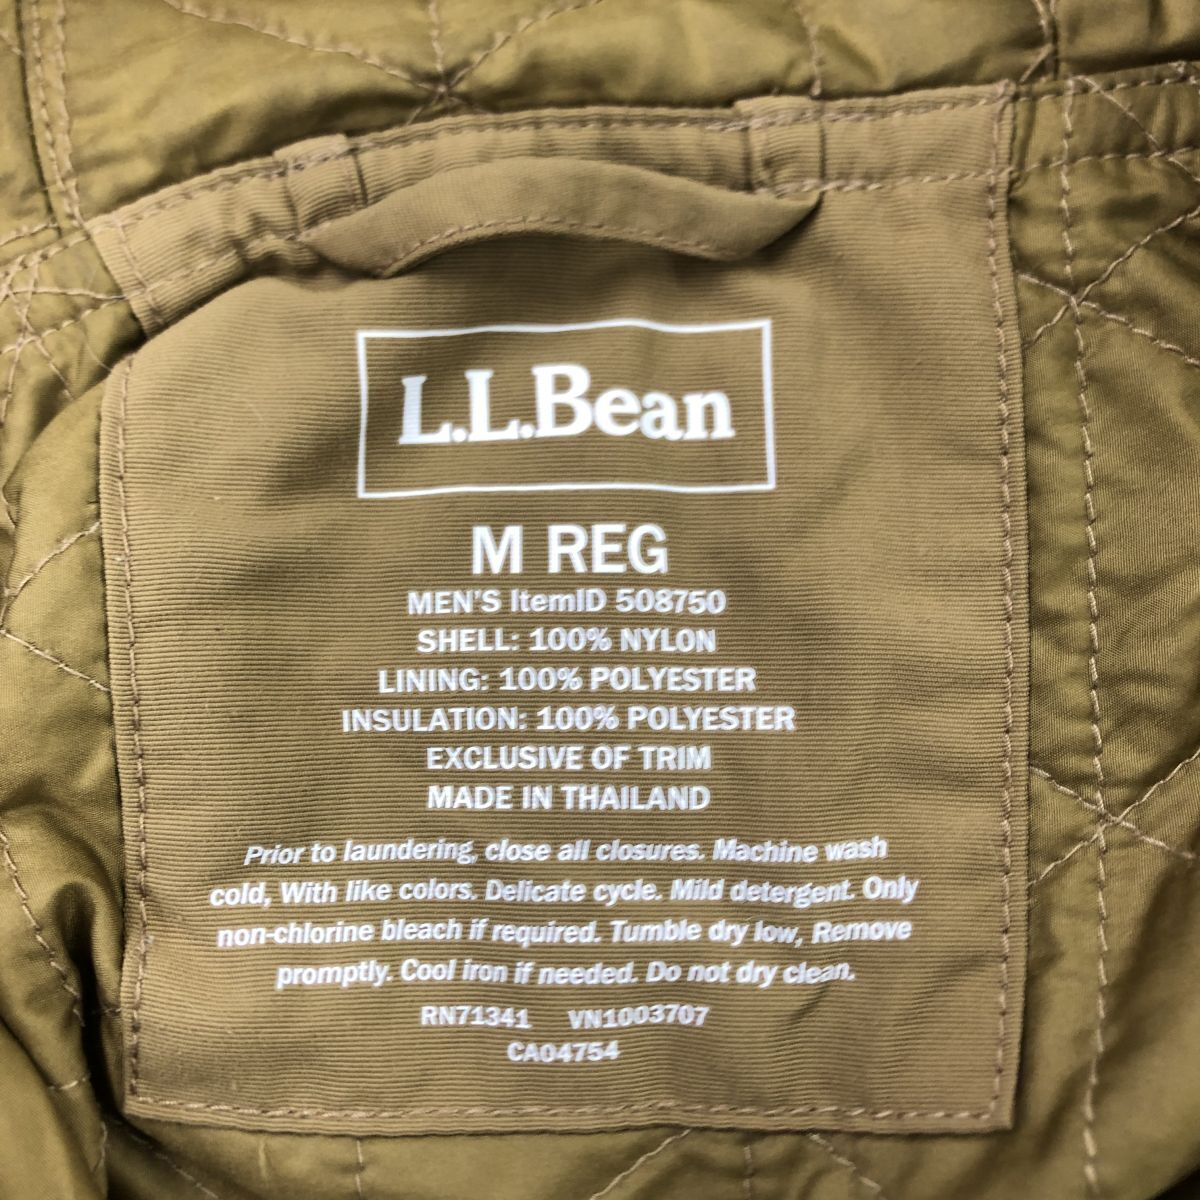 L.L.Bean
M REG
MEN'S ItemID 508750
SHELL: 100% NYLON
LINING: 100% POLYESTER
INSULATION: 100% POLYESTER
EXCLUSIVE OF TRIM
MADE IN THAILAND
Prior to laundering, close all closures. Machine wash
cold, With like colors. Delicate cycle. Mild detergent. Only
non-chlorine bleach if required. Tumble dry low, Remove
promptly. Cool iron if needed. Do not dry clean.
RN71341 VN1003707
CA04754